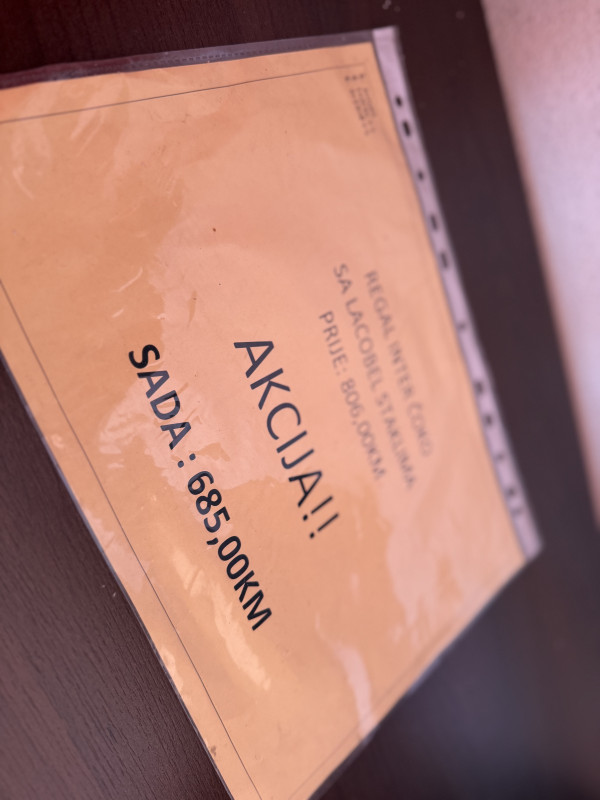 REGAL INTER ČOKO
SA LACOBEL STAKLIMA
PRIJE: 806,00KM
AKCIJA!!
SADA : 685,00KM